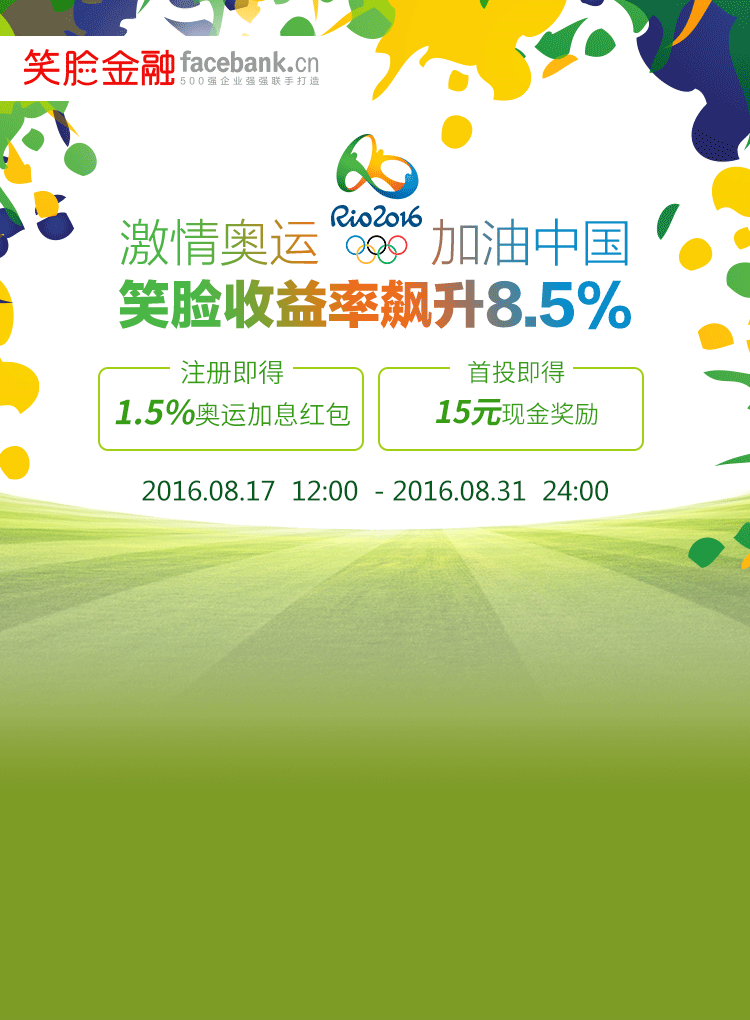 笑脸金融 facebank.cn
500强企业强强联手打造
Rio2016
激情奥运 加油中国
笑脸收益率飙升8.5%
注册即得
1.5%奥运加息红包
首投即得
15元现金奖励
2016.08.17 12:00 - 2016.08.31 24:00